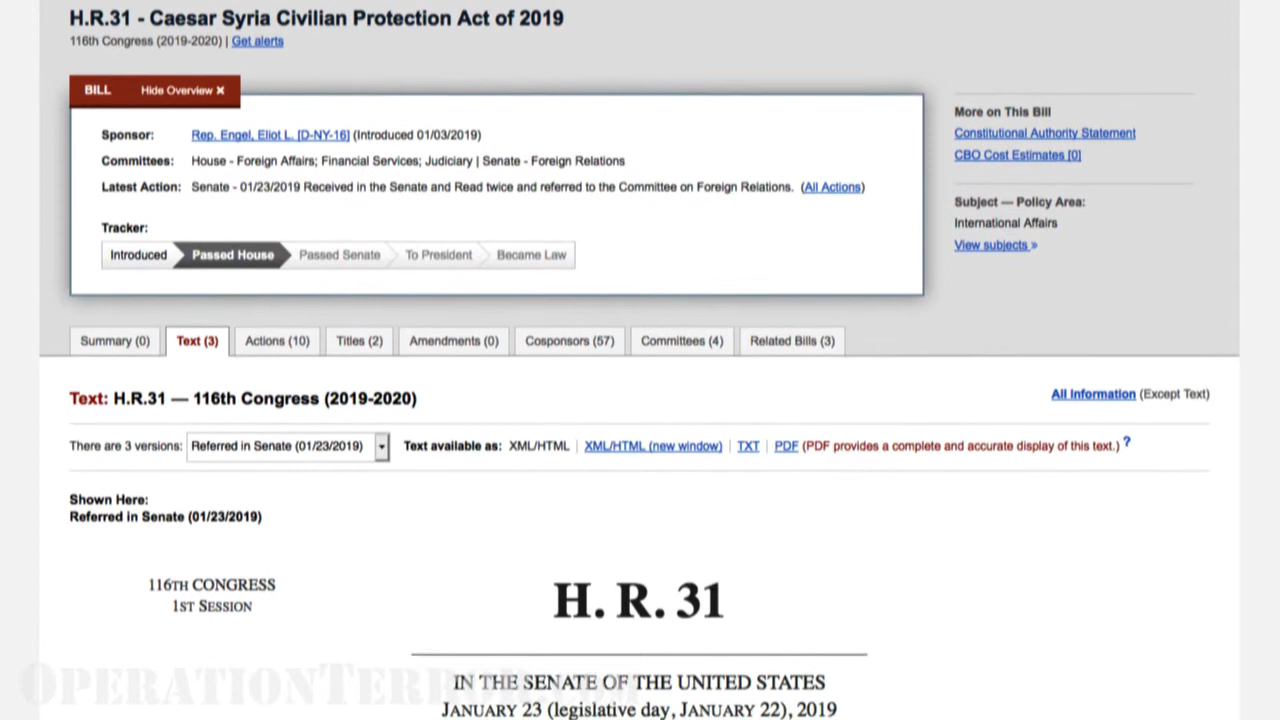 H.R.31 - Caesar Syria Civilian Protection Act of 2019
116th Congress (2019-2020) | Get alerts
BILL Hide Overview ×
More on This Bill
Constitutional Authority Statement
CBO Cost Estimates [0]
Subject — Policy Area:
International Affairs
View subjects »
Sponsor: Rep. Engel, Eliot L. [D-NY-16] (Introduced 01/03/2019)
Committees: House - Foreign Affairs; Financial Services; Judiciary | Senate - Foreign Relations
Latest Action: Senate - 01/23/2019 Received in the Senate and Read twice and referred to the Committee on Foreign Relations. (All Actions)
Tracker:
Introduced Passed House Passed Senate To President Became Law
Summary (0) Text (3) Actions (10) Titles (2) Amendments (0) Cosponsors (57) Committees (4) Related Bills (3)
Text: H.R.31 — 116th Congress (2019-2020)
All Information (Except Text)
There are 3 versions: Referred in Senate (01/23/2019) Text available as: XML/HTML | XML/HTML (new window) | TXT | PDF (PDF provides a complete and accurate display of this text.) ?
Shown Here:
Referred in Senate (01/23/2019)
116TH CONGRESS
1ST SESSION
H. R. 31
IN THE SENATE OF THE UNITED STATES
JANUARY 23 (legislative day, JANUARY 22), 2019
OPERATIONTERROR.COM